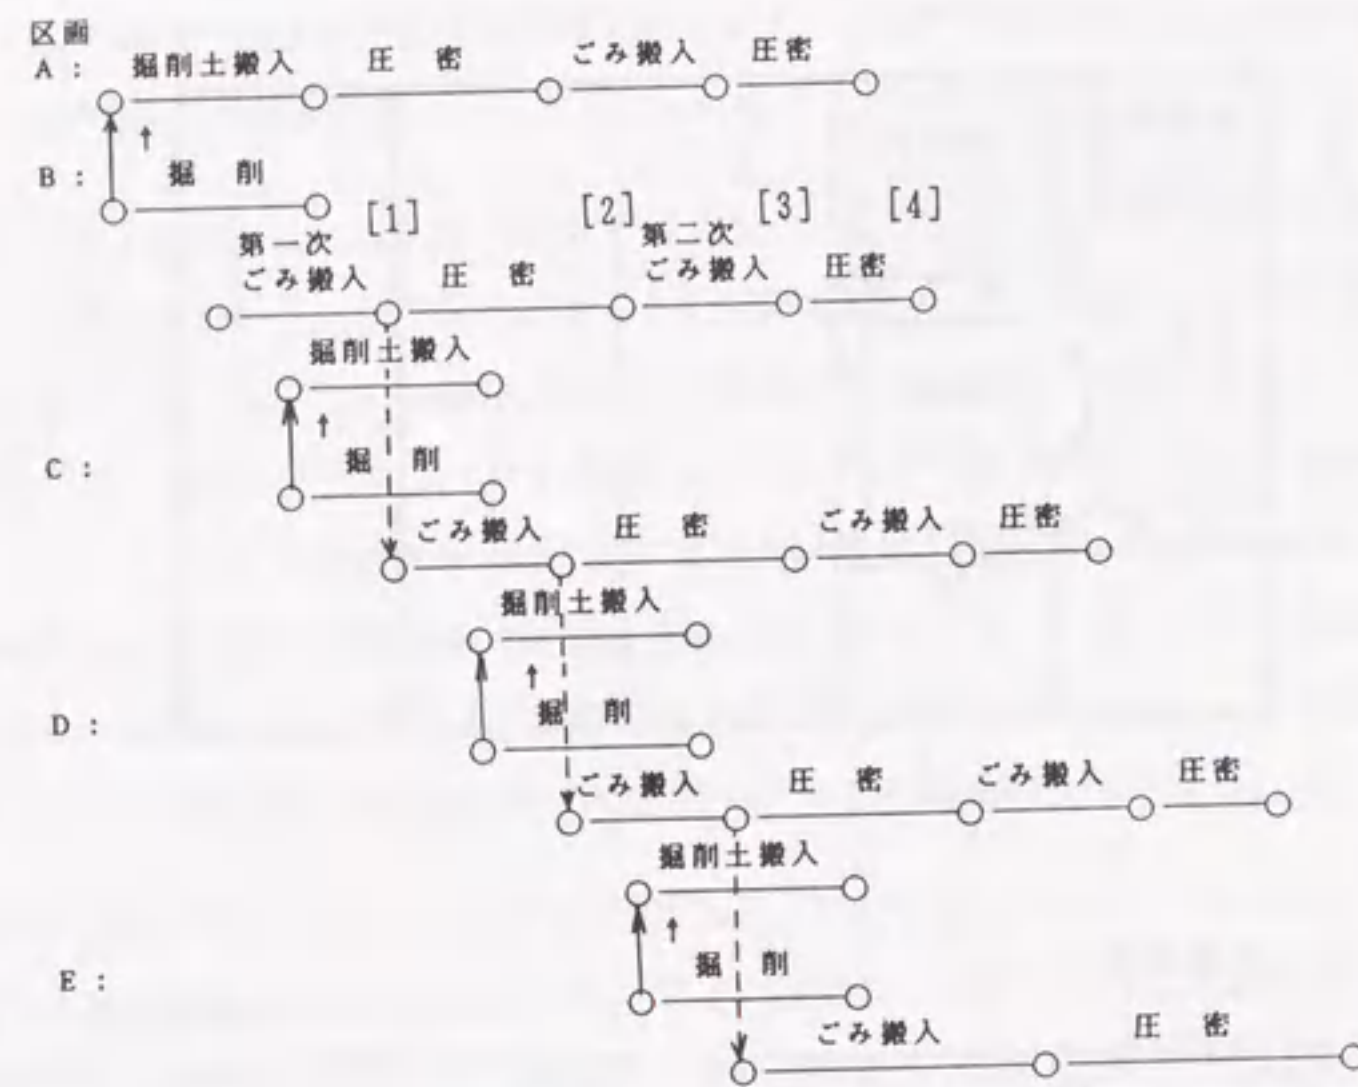 区画
A : 掘削土搬入 圧 密 ごみ搬入 圧密
↑
B : 掘 削
[1] [2] [3] [4]
第一次 第二次
ごみ搬入 圧 密 ごみ搬入 圧密
掘削土搬入
↑
C : 掘 削
ごみ搬入 圧 密 ごみ搬入 圧密
掘削土搬入
↑
D : 掘 削
ごみ搬入 圧 密 ごみ搬入 圧密
掘削土搬入
↑
E : 掘 削
ごみ搬入 圧 密